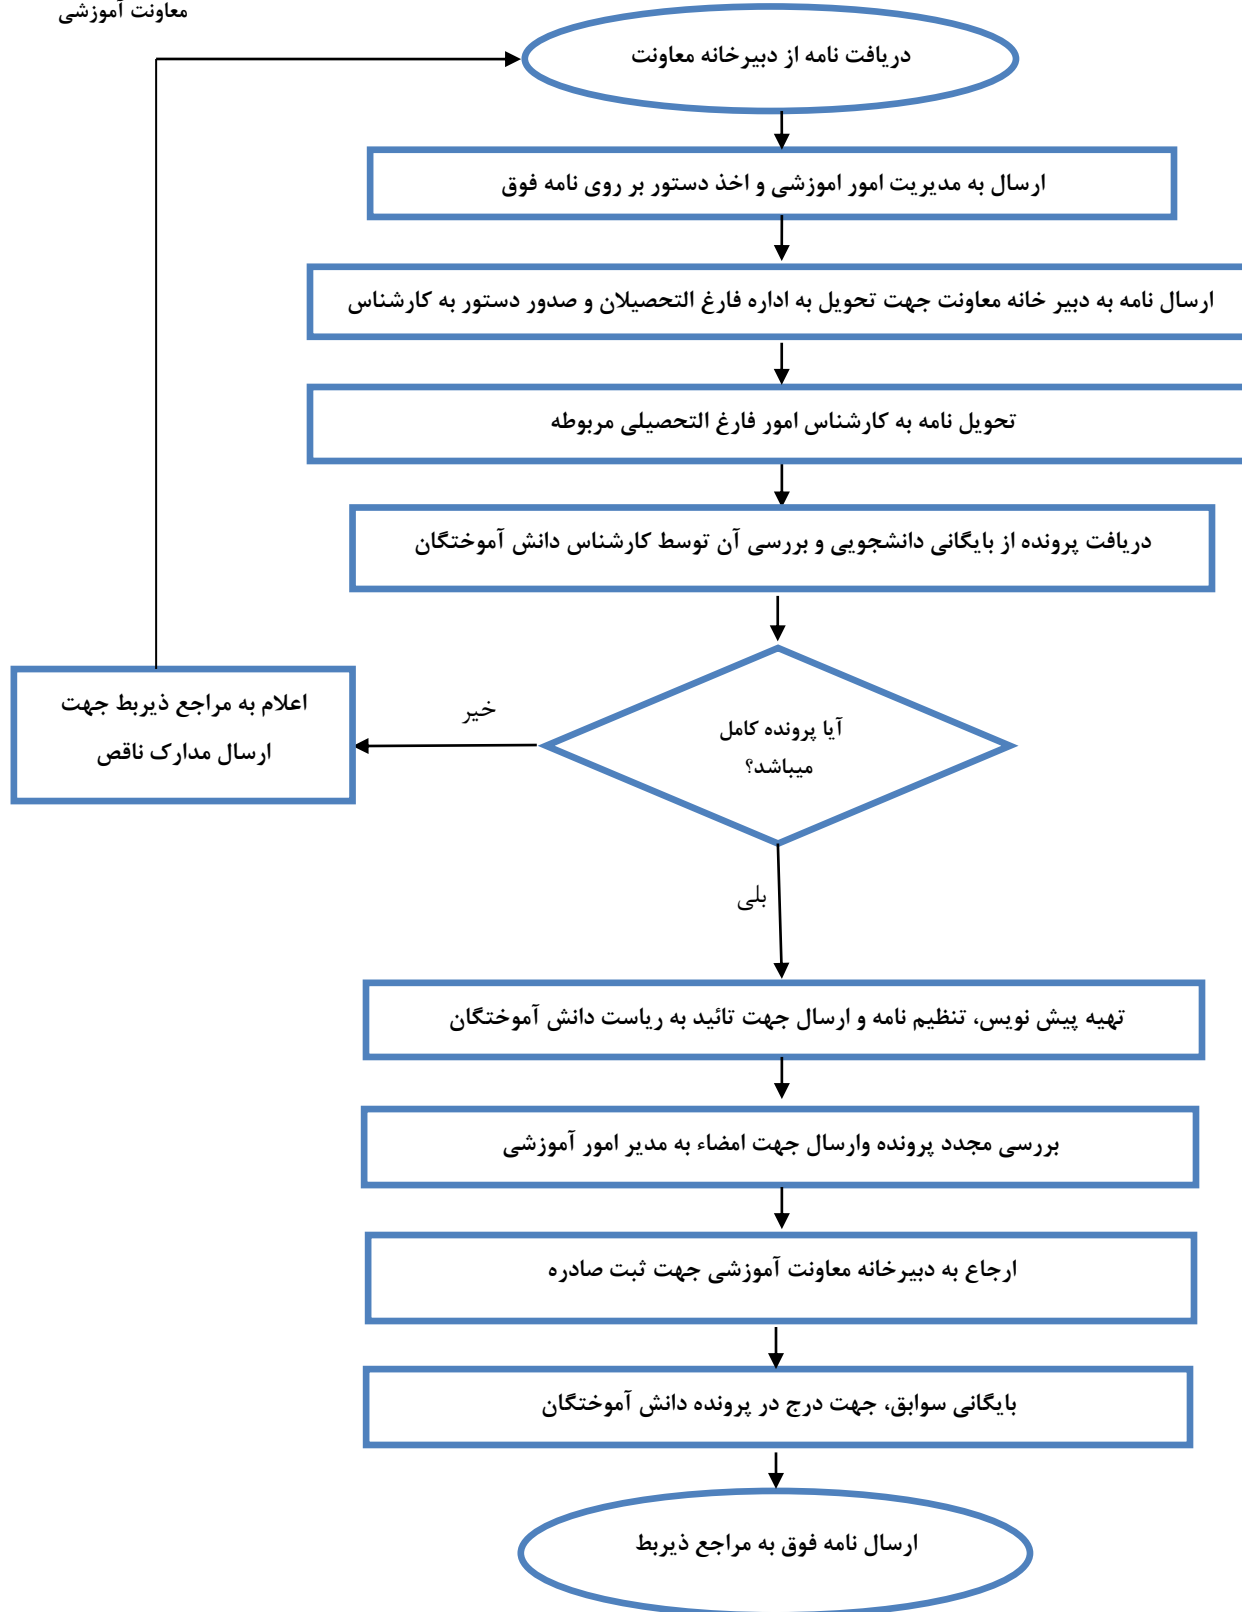 معاونت آموزشی
دریافت نامه از دبیرخانه معاونت
ارسال به مدیریت امور اموزشی و اخذ دستور بر روی نامه فوق
ارسال نامه به دبیر خانه معاونت جهت تحویل به اداره فارغ التحصیلان و صدور دستور به کارشناس
تحویل نامه به کارشناس امور فارغ التحصیلی مربوطه
دریافت پرونده از بایگانی دانشجویی و بررسی آن توسط کارشناس دانش آموختگان
آیا پرونده کامل
میباشد؟
خیر
اعلام به مراجع ذیربط جهت
ارسال مدارک ناقص
بلی
تهیه پیش نویس، تنظیم نامه و ارسال جهت تائید به ریاست دانش آموختگان
بررسی مجدد پرونده وارسال جهت امضاء به مدیر امور آموزشی
ارجاع به دبیرخانه معاونت آموزشی جهت ثبت صادره
بایگانی سوابق، جهت درج در پرونده دانش آموختگان
ارسال نامه فوق به مراجع ذیربط